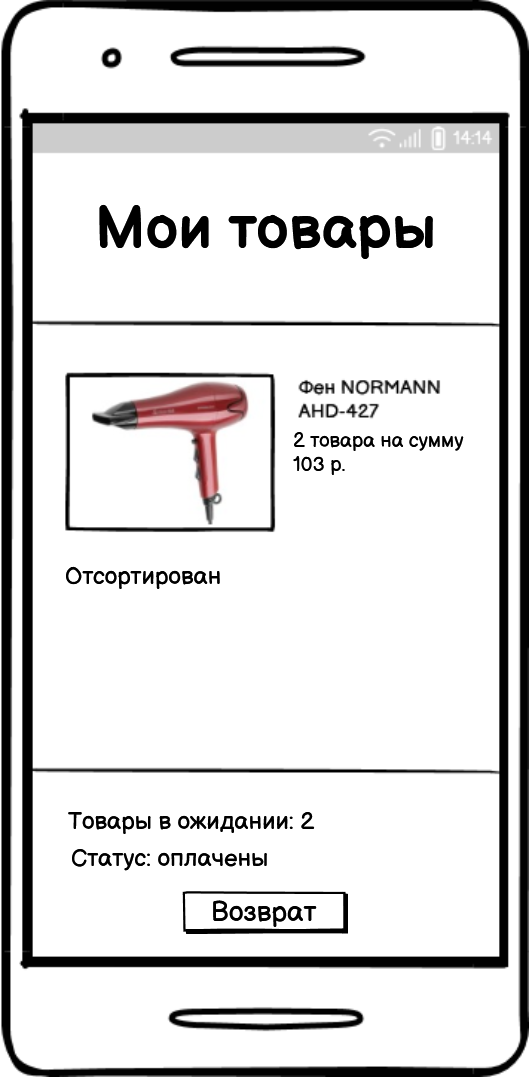 14:14
Мои товары
Фен NORMANN
AHD-427
2 товара на сумму
103 р.
Отсортирован
Товары в ожидании: 2
Статус: оплачены
Возврат